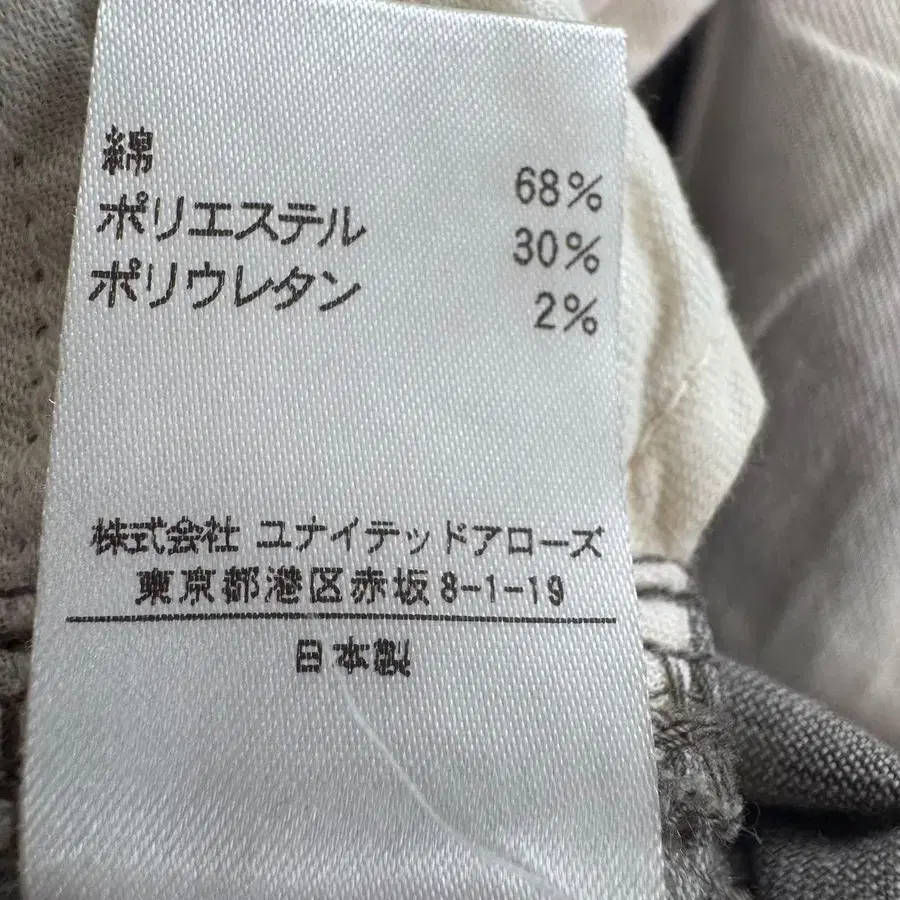 綿 68%
ポリエステル 30%
ポリウレタン 2%
株式会社 ユナイテッドアローズ
東京都港区赤坂8-1-19
日本製